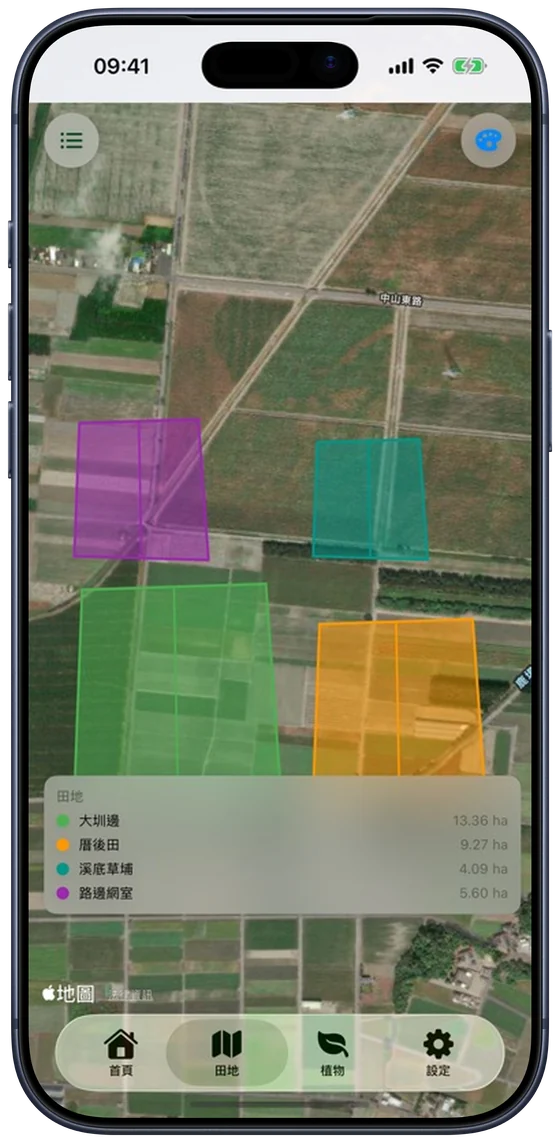 09:41
中山東路
田地
大圳邊 13.36 ha
厝後田 9.27 ha
溪底草埔 4.09 ha
路邊網室 5.60 ha
地圖
首頁
田地
植物
設定